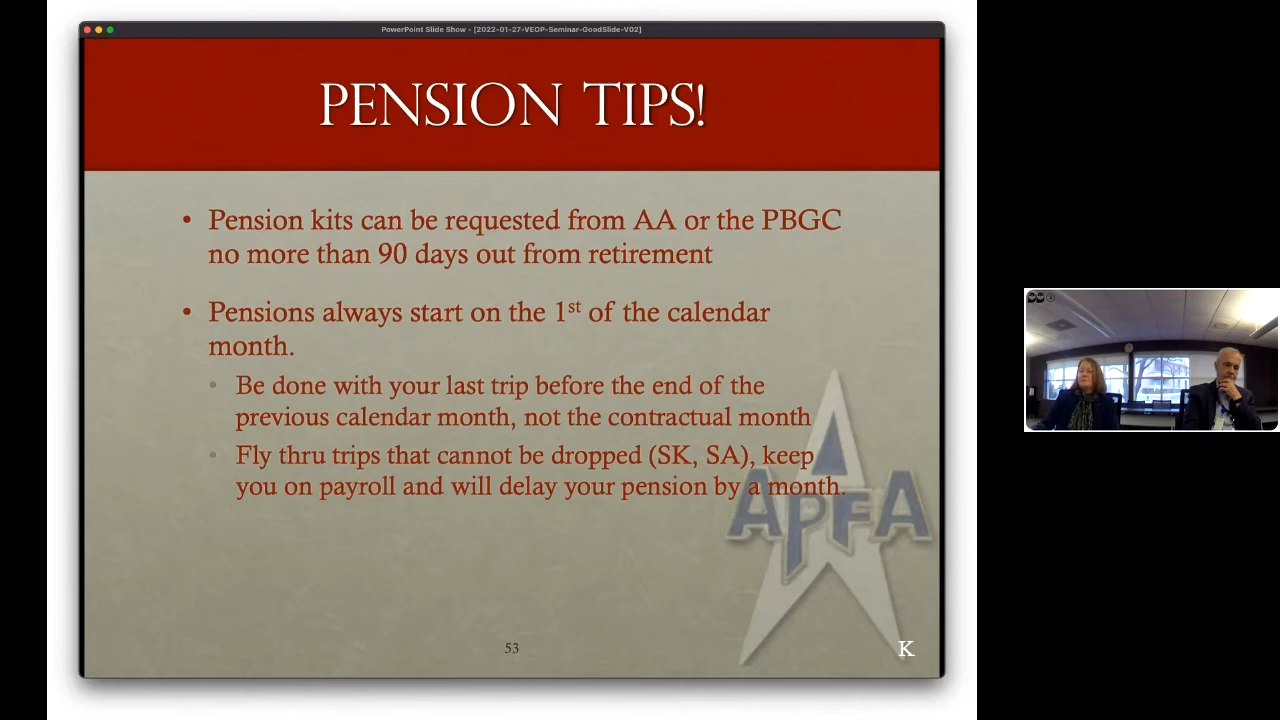 PowerPoint Slide Show - [2022-01-27-VEOP-Seminar-GoodSlide-V02]
PENSION TIPS!
• Pension kits can be requested from AA or the PBGC
no more than 90 days out from retirement
• Pensions always start on the 1st of the calendar
month.
• Be done with your last trip before the end of the
previous calendar month, not the contractual month
• Fly thru trips that cannot be dropped (SK, SA), keep
you on payroll and will delay your pension by a month.
APFA
53
K